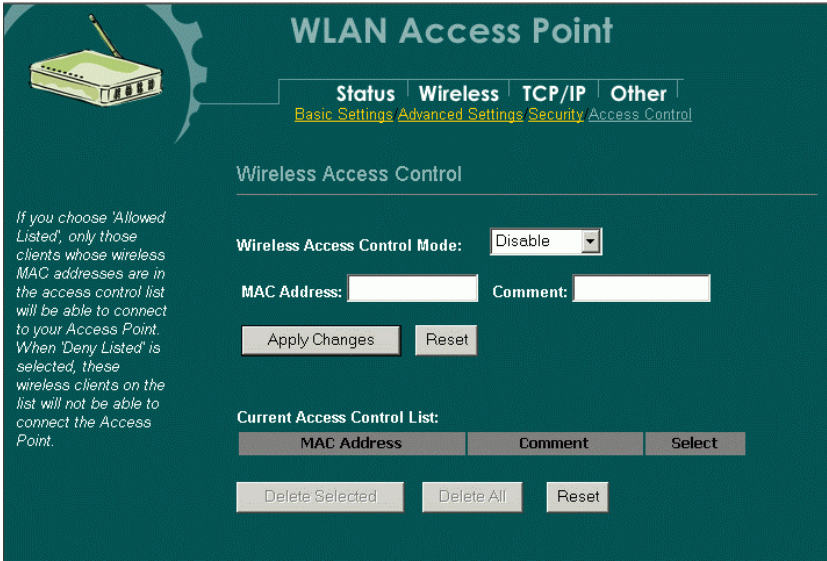 WLAN Access Point
Status Wireless TCP/IP Other
Basic Settings/Advanced Settings/Security/Access Control
If you choose 'Allowed
Listed', only those
clients whose wireless
MAC addresses are in
the access control list
will be able to connect
to your Access Point.
When 'Deny Listed' is
selected, these
wireless clients on the
list will not be able to
connect the Access
Point.
Wireless Access Control
Wireless Access Control Mode: Disable
MAC Address: Comment:
Apply Changes Reset
Current Access Control List:
MAC Address Comment Select
Delete Selected Delete All Reset